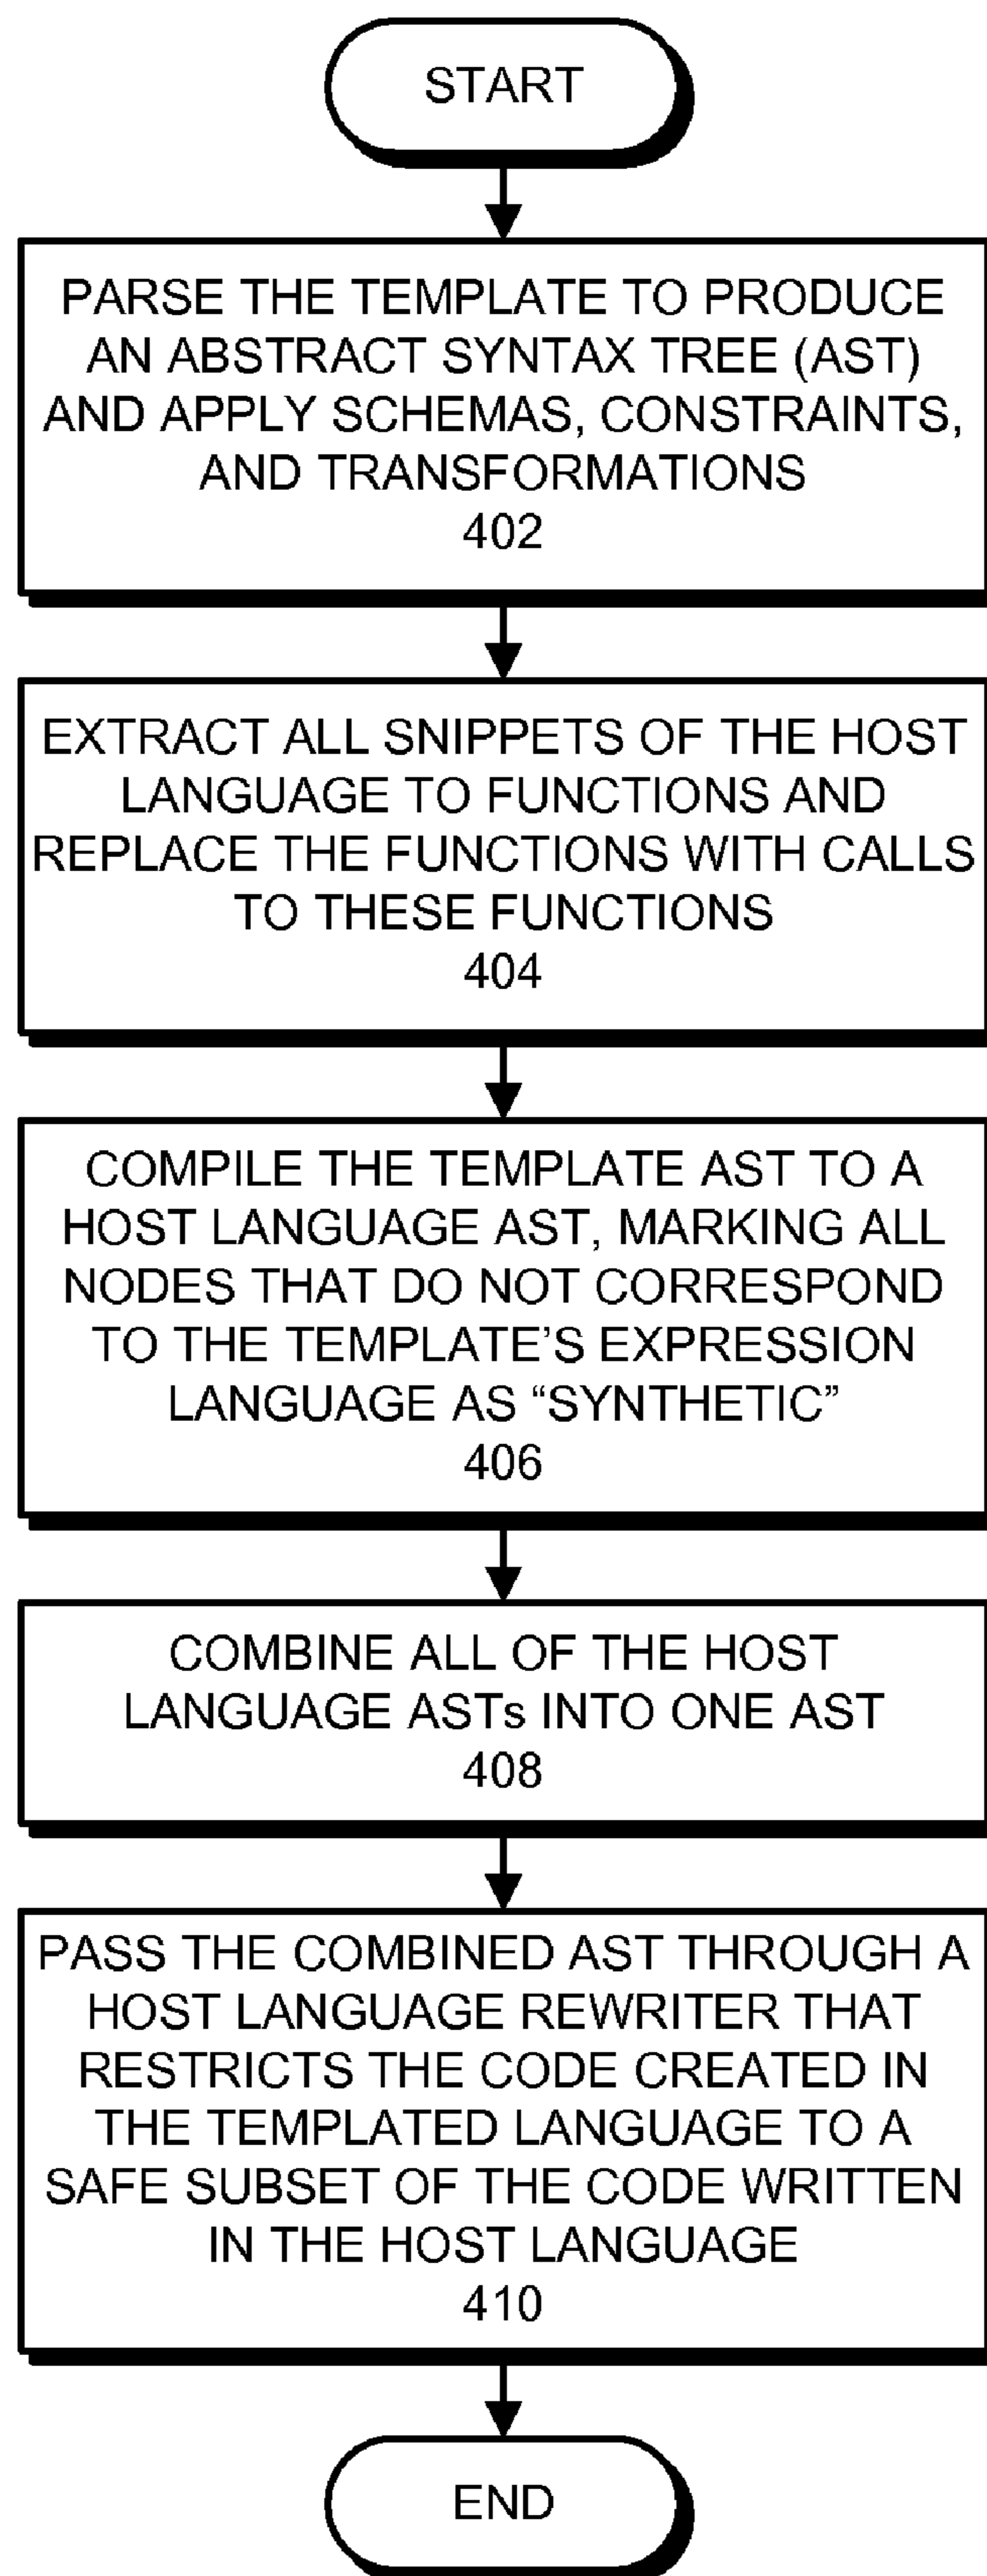 START
PARSE THE TEMPLATE TO PRODUCE
AN ABSTRACT SYNTAX TREE (AST)
AND APPLY SCHEMAS, CONSTRAINTS,
AND TRANSFORMATIONS
402
EXTRACT ALL SNIPPETS OF THE HOST
LANGUAGE TO FUNCTIONS AND
REPLACE THE FUNCTIONS WITH CALLS
TO THESE FUNCTIONS
404
COMPILE THE TEMPLATE AST TO A
HOST LANGUAGE AST, MARKING ALL
NODES THAT DO NOT CORRESPOND
TO THE TEMPLATE’S EXPRESSION
LANGUAGE AS “SYNTHETIC”
406
COMBINE ALL OF THE HOST
LANGUAGE ASTs INTO ONE AST
408
PASS THE COMBINED AST THROUGH A
HOST LANGUAGE REWRITER THAT
RESTRICTS THE CODE CREATED IN
THE TEMPLATED LANGUAGE TO A
SAFE SUBSET OF THE CODE WRITTEN
IN THE HOST LANGUAGE
410
END